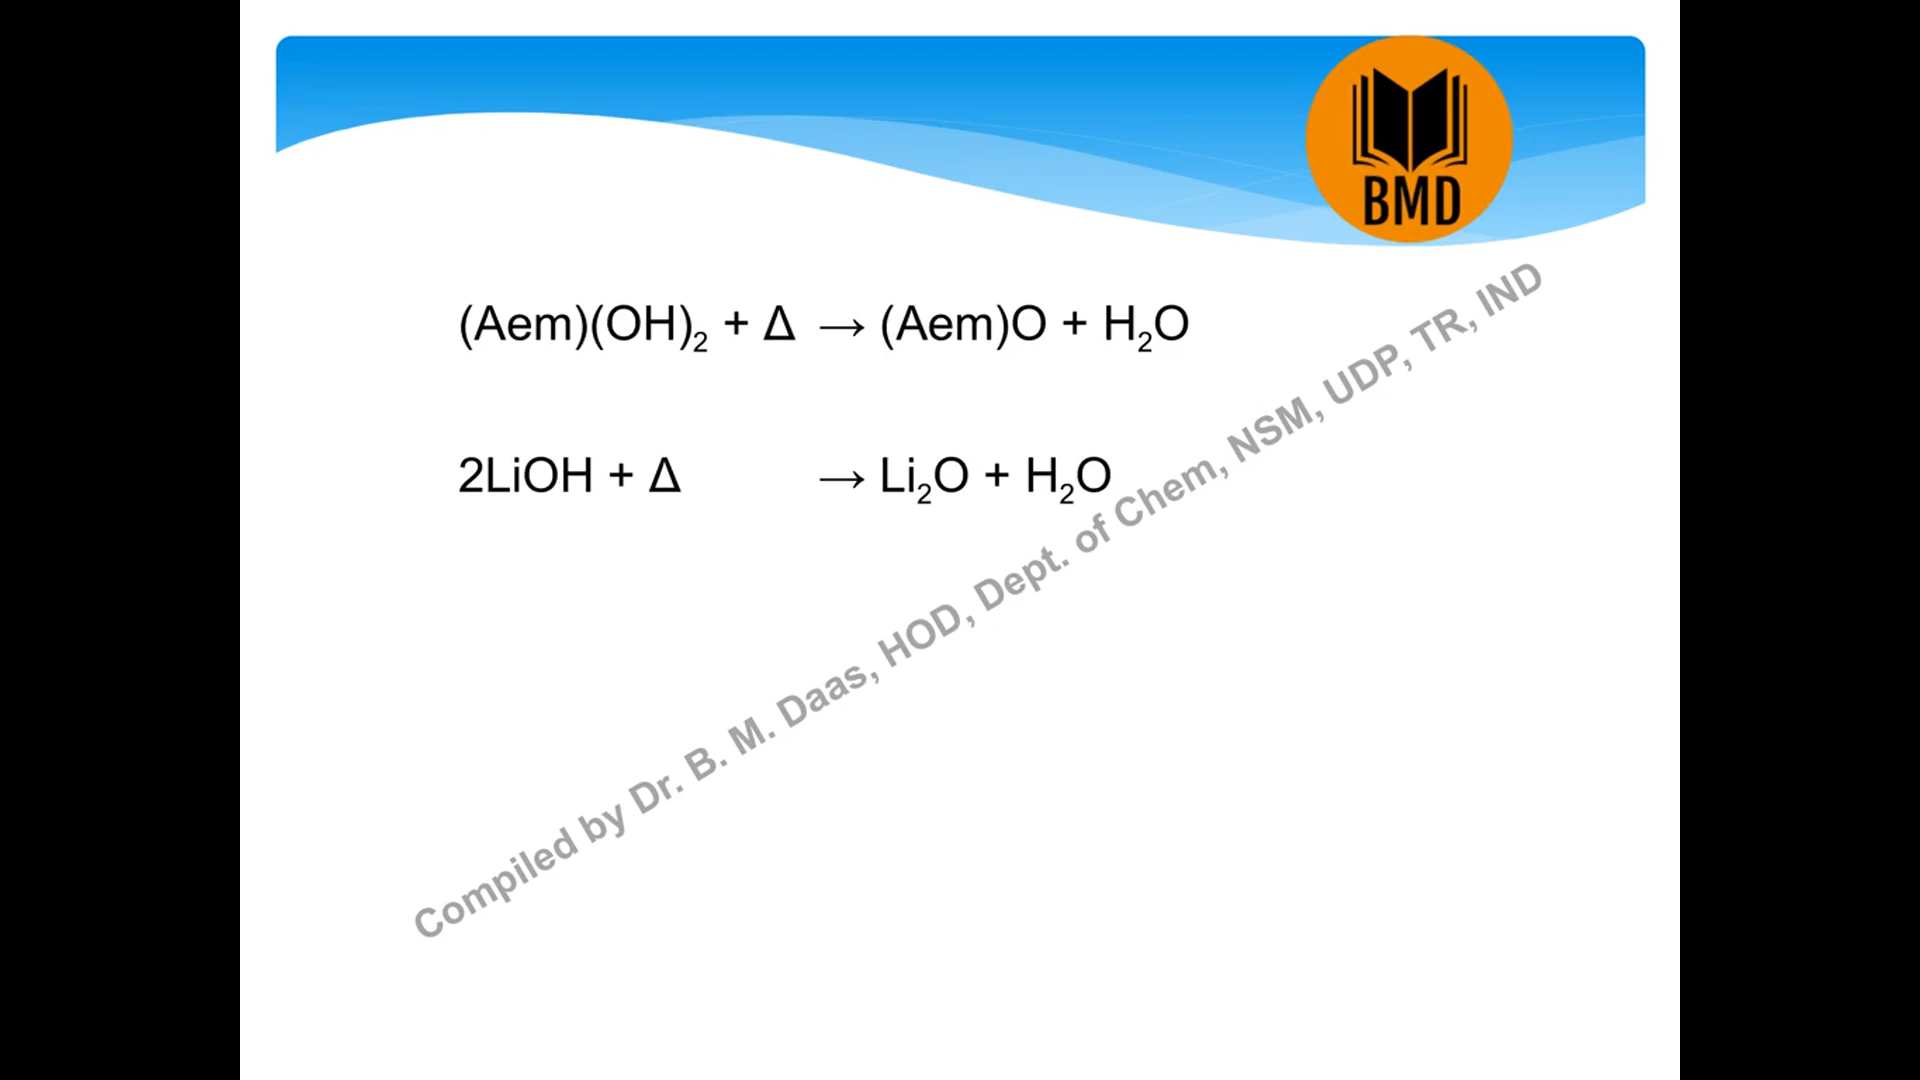 BMD
(Aem)(OH)₂ + Δ → (Aem)O + H₂O
2LiOH + Δ → Li₂O + H₂O
Compiled by Dr. B. M. Daas, HOD, Dept. of Chem, NSM, UDP, TR, IND